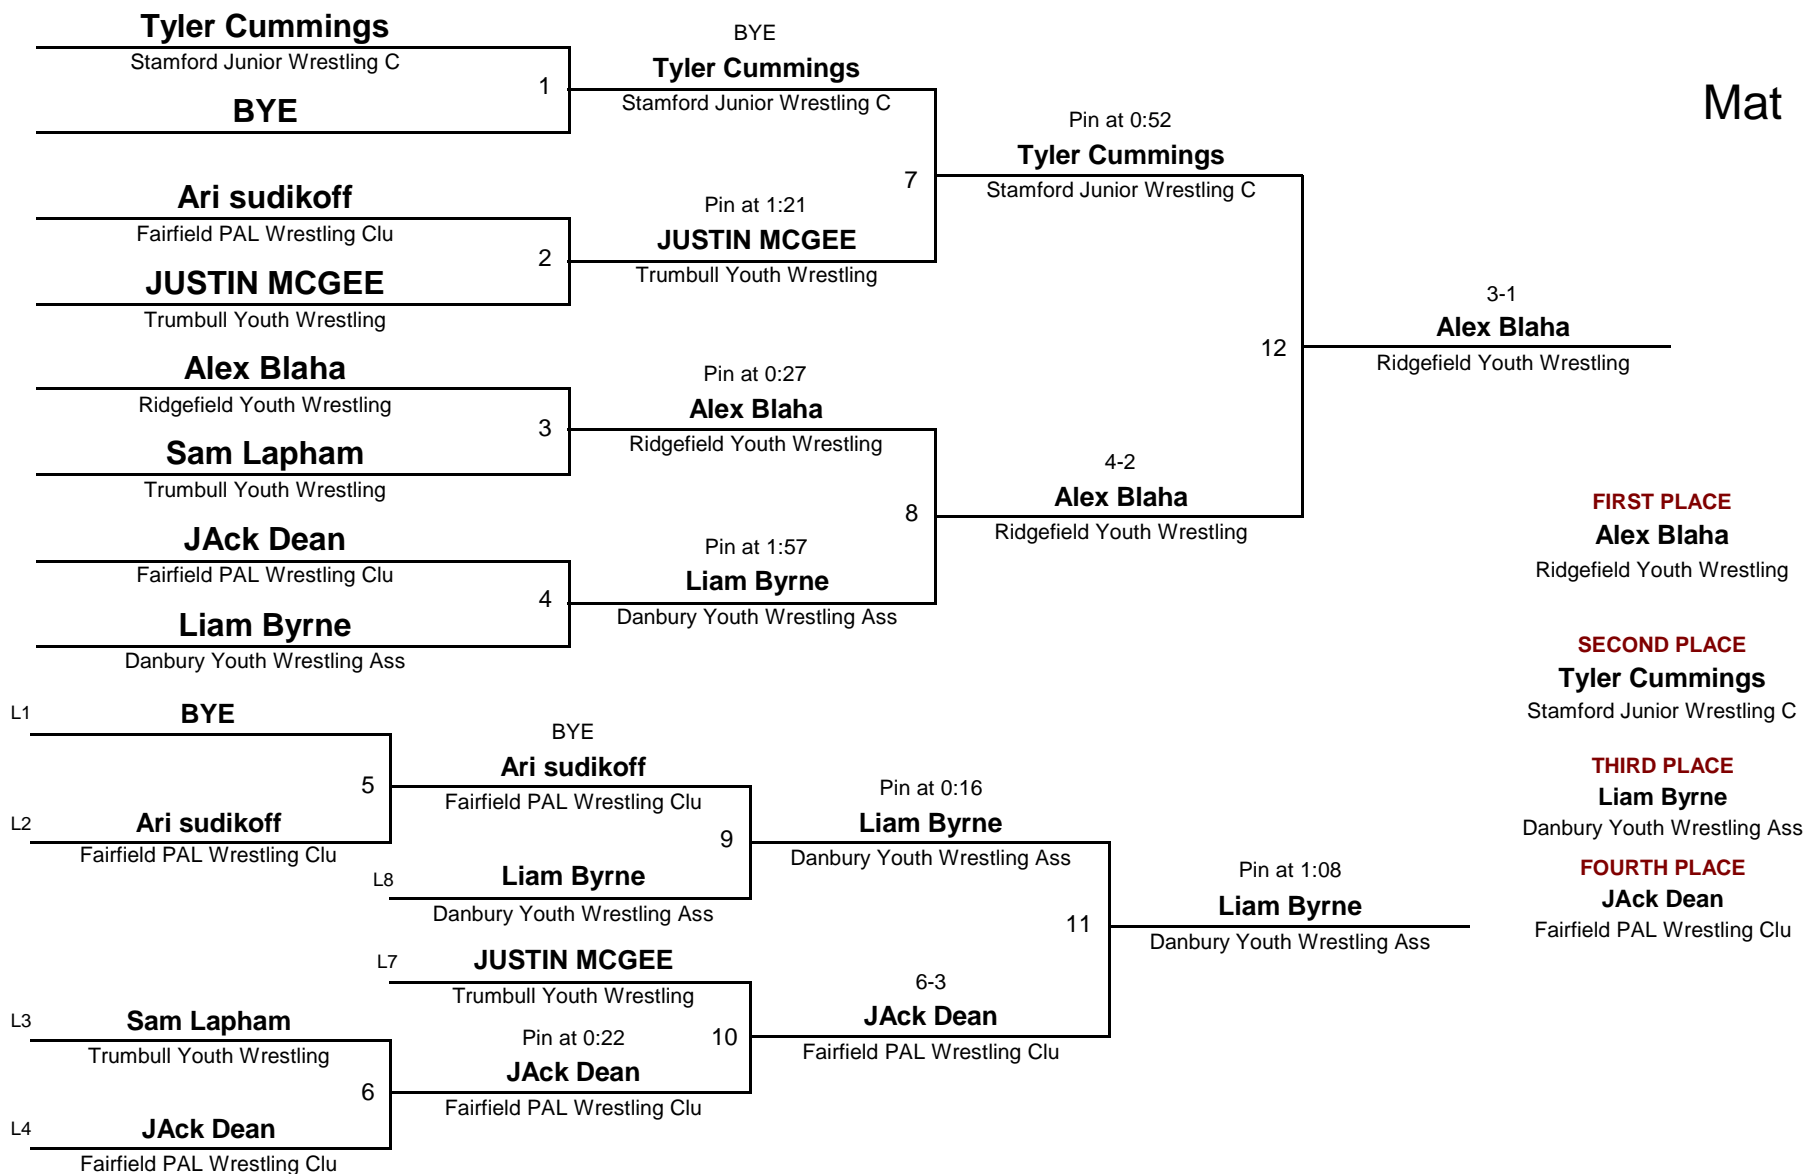 Tyler Cummings
Stamford Junior Wrestling C
1
BYE
BYE
Tyler Cummings
Stamford Junior Wrestling C
Mat
Ari sudikoff
Fairfield PAL Wrestling Clu
2
JUSTIN MCGEE
Trumbull Youth Wrestling
Pin at 1:21
JUSTIN MCGEE
Trumbull Youth Wrestling
7
Pin at 0:52
Tyler Cummings
Stamford Junior Wrestling C
Alex Blaha
Ridgefield Youth Wrestling
3
Sam Lapham
Trumbull Youth Wrestling
Pin at 0:27
Alex Blaha
Ridgefield Youth Wrestling
JAck Dean
Fairfield PAL Wrestling Clu
4
Liam Byrne
Danbury Youth Wrestling Ass
Pin at 1:57
Liam Byrne
Danbury Youth Wrestling Ass
8
4-2
Alex Blaha
Ridgefield Youth Wrestling
12
3-1
Alex Blaha
Ridgefield Youth Wrestling
FIRST PLACE
Alex Blaha
Ridgefield Youth Wrestling
SECOND PLACE
Tyler Cummings
Stamford Junior Wrestling C
THIRD PLACE
Liam Byrne
Danbury Youth Wrestling Ass
FOURTH PLACE
JAck Dean
Fairfield PAL Wrestling Clu
L1
BYE
5
L2
Ari sudikoff
Fairfield PAL Wrestling Clu
BYE
Ari sudikoff
Fairfield PAL Wrestling Clu
9
L8
Liam Byrne
Danbury Youth Wrestling Ass
Pin at 0:16
Liam Byrne
Danbury Youth Wrestling Ass
L7
JUSTIN MCGEE
Trumbull Youth Wrestling
10
L3
Sam Lapham
Trumbull Youth Wrestling
6
L4
JAck Dean
Fairfield PAL Wrestling Clu
Pin at 0:22
JAck Dean
Fairfield PAL Wrestling Clu
6-3
JAck Dean
Fairfield PAL Wrestling Clu
11
Pin at 1:08
Liam Byrne
Danbury Youth Wrestling Ass